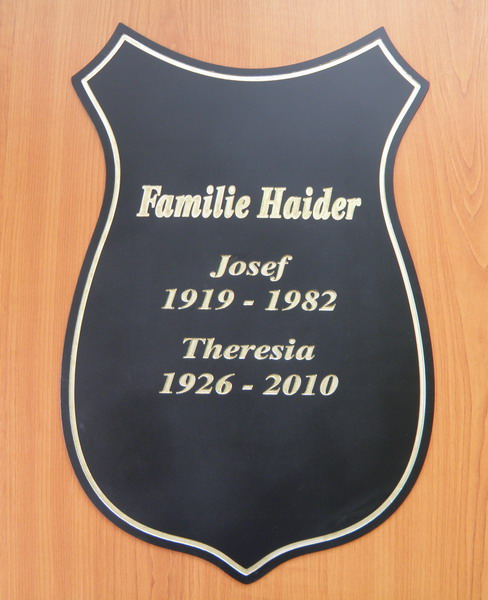 Familie Haider
Josef
1919 - 1982
Theresia
1926 - 2010